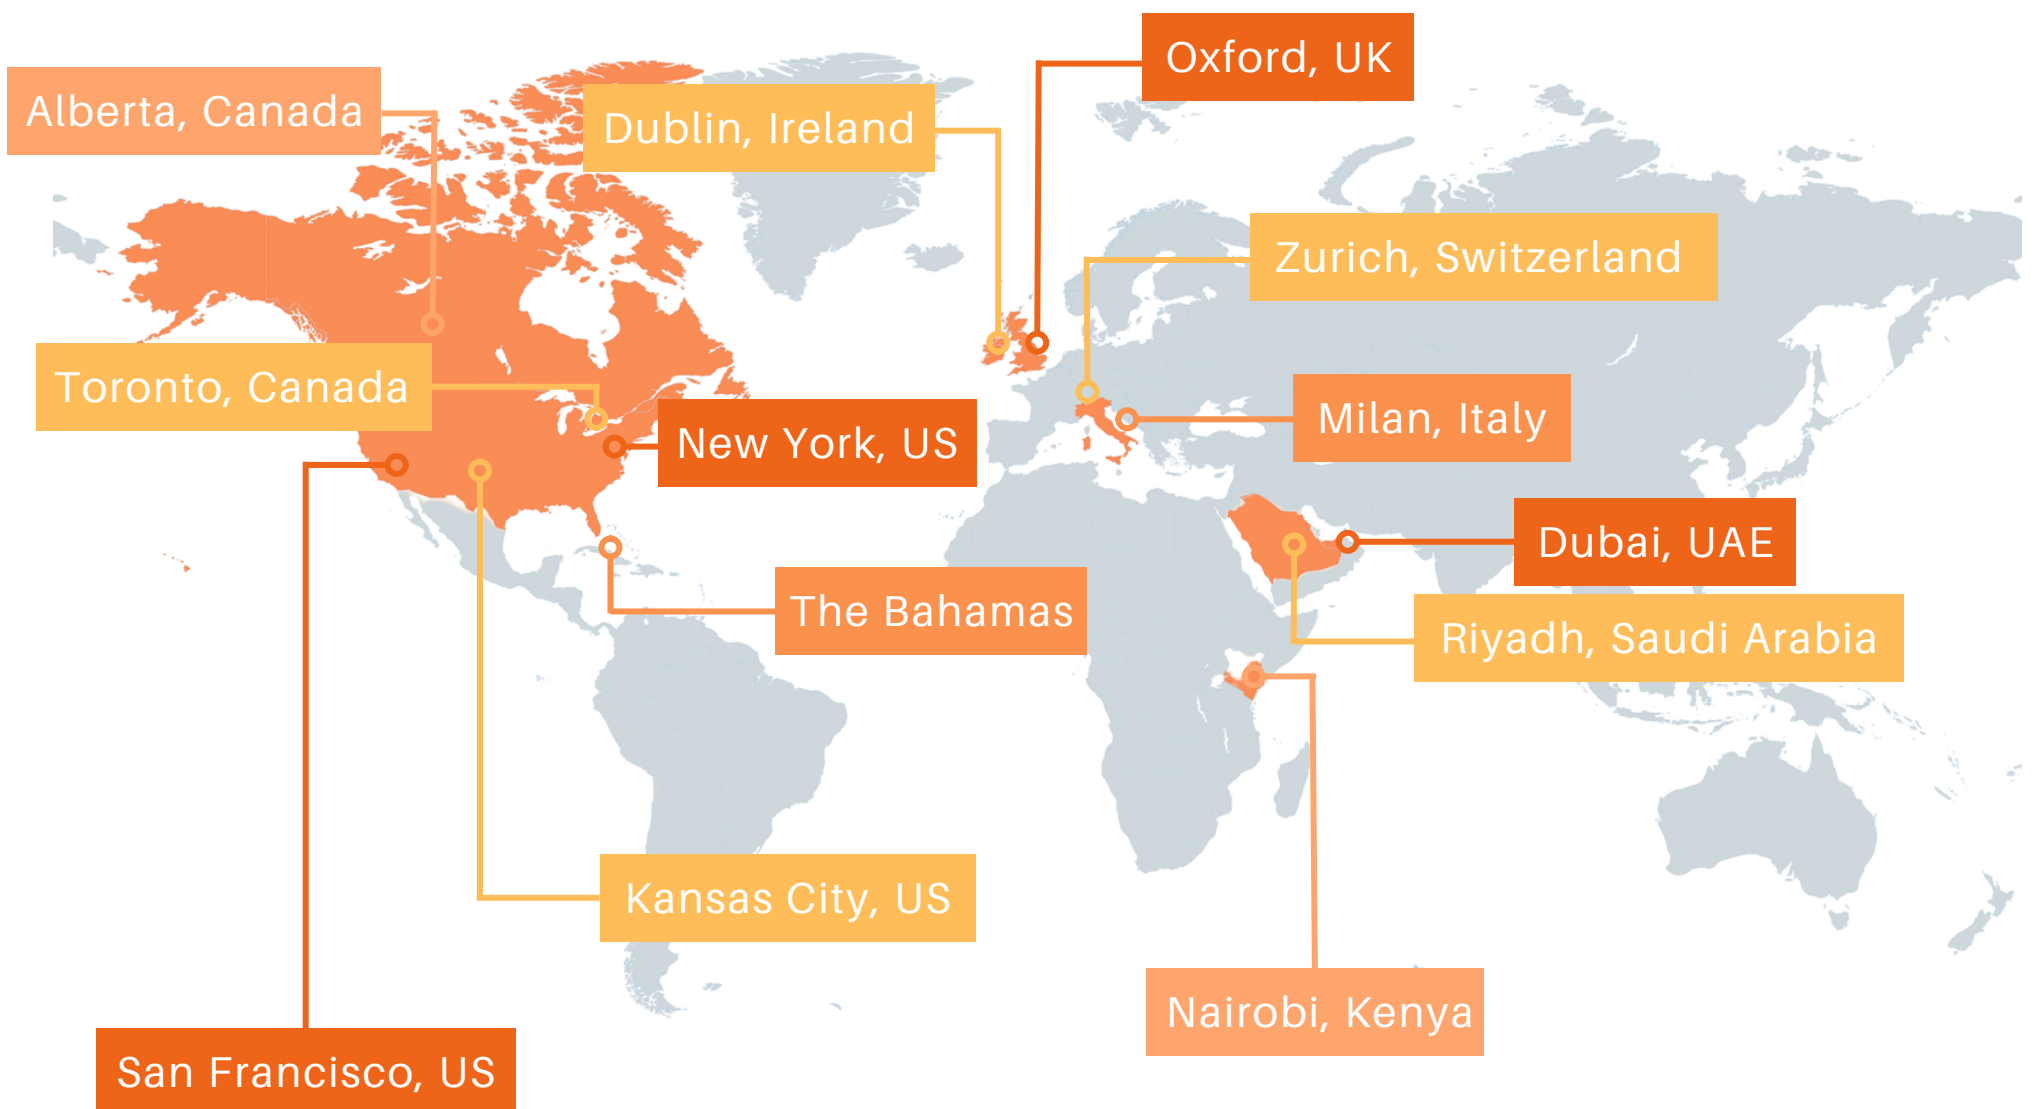 Oxford, UK
Alberta, Canada
Dublin, Ireland
Zurich, Switzerland
Toronto, Canada
Milan, Italy
New York, US
Dubai, UAE
The Bahamas
Riyadh, Saudi Arabia
Kansas City, US
Nairobi, Kenya
San Francisco, US